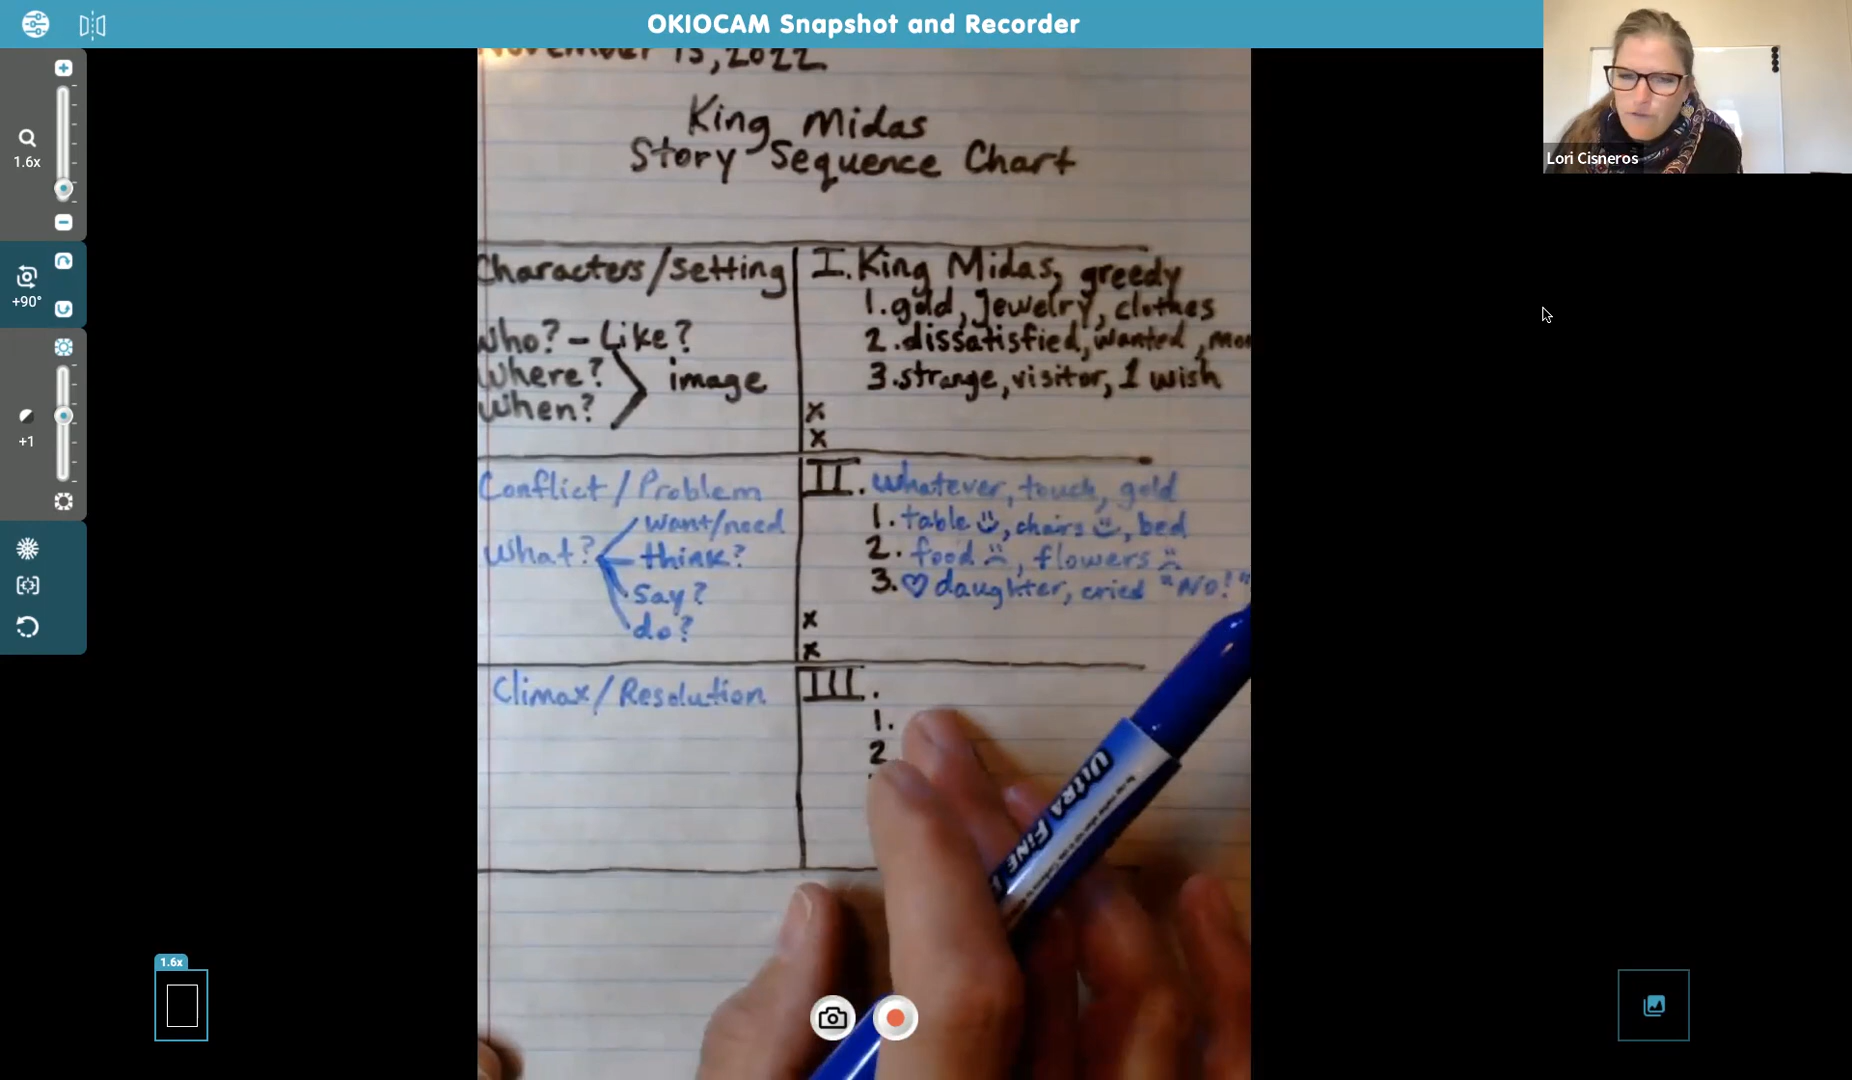 OKIOCAM Snapshot and Recorder
Lori Cisneros
1.6x
+90°
+1
November 15, 2022
King Midas
Story Sequence Chart
Characters/setting
Who? - Like?
Where?
image
When?
I. King Midas, greedy
1. gold, jewelry, clothes
2. dissatisfied, wanted, mor
3. strange, visitor, 1 wish
x
x
Conflict/Problem
want/need
What?
think?
Say?
do?
II. whatever, touch, gold
1. table, chairs, bed
2. food, flowers
3. ♡ daughter, cried "No!"
x
x
Climax/Resolution
III.
1.
2
ULTRA FINE
1.6x